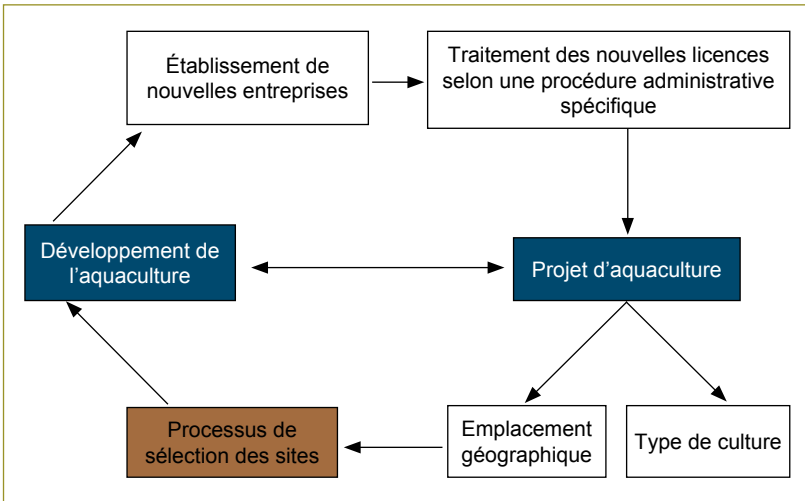 Établissement de
nouvelles entreprises
Traitement des nouvelles licences
selon une procédure administrative
spécifique
Développement de
l’aquaculture
Projet d’aquaculture
Processus de
sélection des sites
Emplacement
géographique
Type de culture